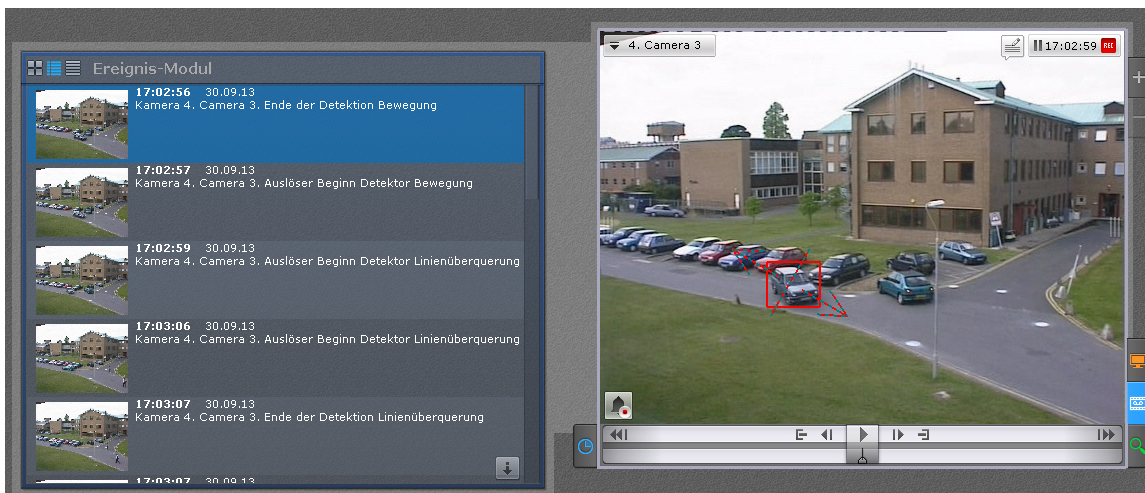 Ereignis-Modul
17:02:56 30.09.13
Kamera 4. Camera 3. Ende der Detektion Bewegung
17:02:57 30.09.13
Kamera 4. Camera 3. Auslöser Beginn Detektor Bewegung
17:02:59 30.09.13
Kamera 4. Camera 3. Auslöser Beginn Detektor Linienüberquerung
17:03:06 30.09.13
Kamera 4. Camera 3. Auslöser Beginn Detektor Linienüberquerung
17:03:07 30.09.13
Kamera 4. Camera 3. Ende der Detektion Linienüberquerung
17:03:07 30.09.13
4. Camera 3
17:02:59 REC